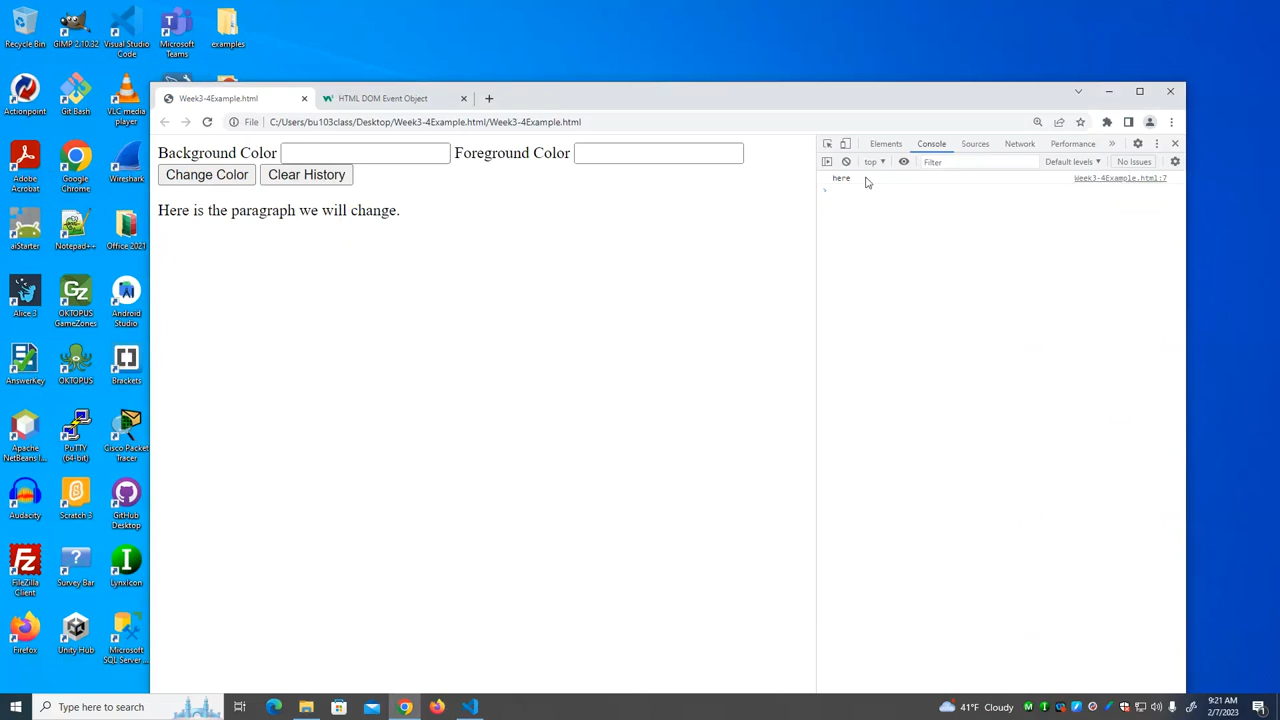 Recycle Bin
GIMP 2.10.32
Visual Studio Code
Microsoft Teams
examples
Actionpoint
Git Bash
VLC media player
Adobe Acrobat
Google Chrome
Wireshark
aiStarter
Notepad++
Office 2021
Alice 3
OKTOPUS GameZones
Android Studio
AnswerKey
OKTOPUS
Brackets
Apache NetBeans I...
PuTTY (64-bit)
Cisco Packet Tracer
Audacity
Scratch 3
GitHub Desktop
FileZilla Client
Survey Bar
LynxIcon
Firefox
Unity Hub
Microsoft SQL Server ...
Week3-4Example.html
HTML DOM Event Object
File C:/Users/bu103class/Desktop/Week3-4Example.html/Week3-4Example.html
Background Color
Foreground Color
Change Color
Clear History
Here is the paragraph we will change.
Elements
Console
Sources
Network
Performance
top
Filter
Default levels
No Issues
here
Week3-4Example.html:7
Type here to search
41°F Cloudy
9:21 AM
2/7/2023